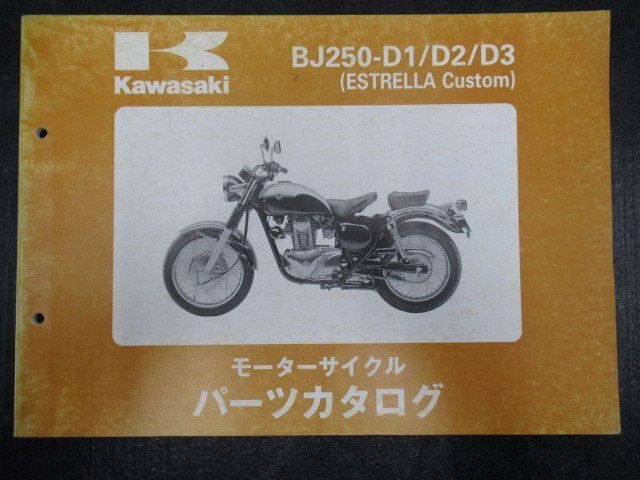 Kawasaki
BJ250-D1/D2/D3
(ESTRELLA Custom)
モーターサイクル
パーツカタログ